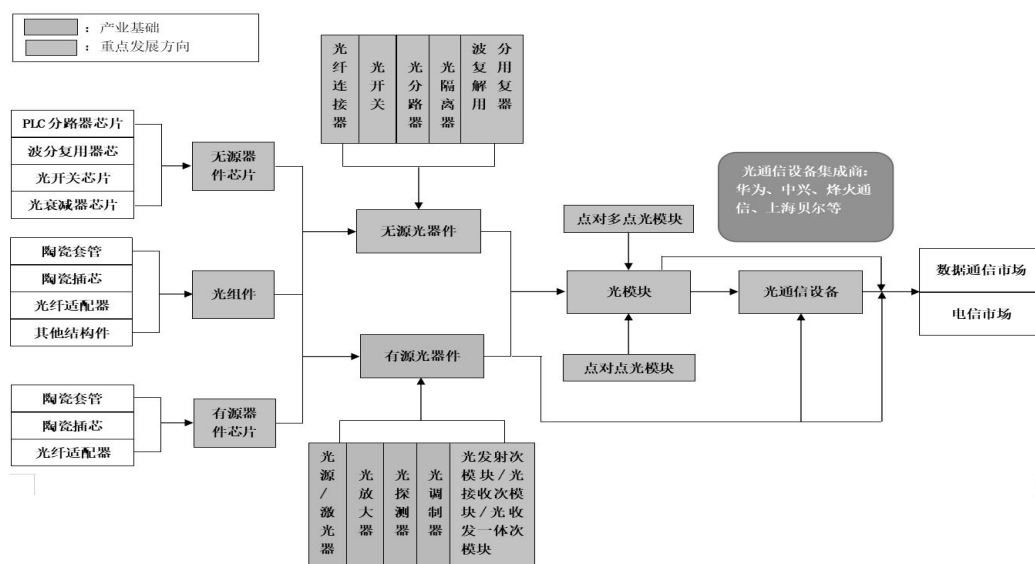 ：产业基础
：重点发展方向
光纤连接器
光开关
光分路器
光隔离器
波分
复用
解复
用器
PLC分路器芯片
波分复用器芯
光开关芯片
光衰减器芯片
无源器
件芯片
光通信设备集成商：
华为、中兴、烽火通
信、上海贝尔等
无源光器件
点对多点光模块
陶瓷套管
陶瓷插芯
光纤适配器
其他结构件
光组件
光模块
光通信设备
数据通信市场
电信市场
有源光器件
点对点光模块
陶瓷套管
陶瓷插芯
光纤适配器
有源器
件芯片
光源/激光器
光放大器
光探测器
光调制器
光发射次
模块/光
接收次模
块/光收
发一体次
模块